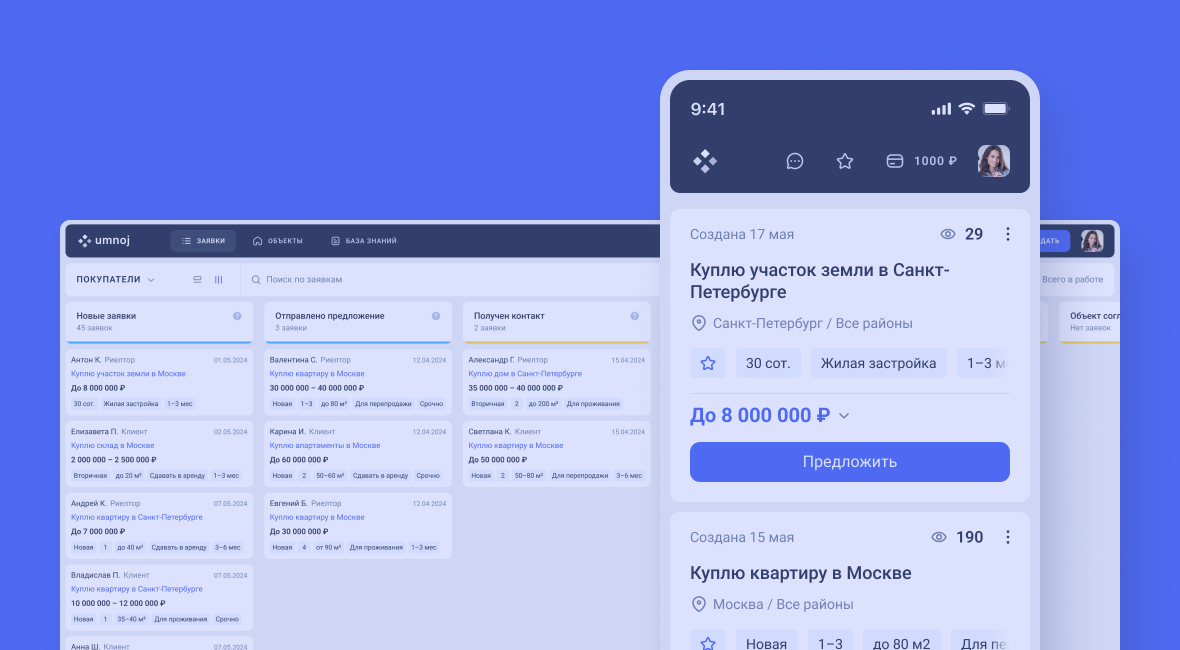 9:41
1000 ₽
Создана 17 мая
29
Куплю участок земли в Санкт-
Петербурге
Санкт-Петербург / Все районы
30 сот.
Жилая застройка
1–3 м
До 8 000 000 ₽
Предложить
Создана 15 мая
190
Куплю квартиру в Москве
Москва / Все районы
Новая
1–3
до 80 м2
Для пе
umnoj
ЗАЯВКИ
ОБЪЕКТЫ
БАЗА ЗНАНИЙ
ДАТЬ
ПОКУПАТЕЛИ
Поиск по заявкам
Всего в работе
Новые заявки
45 заявок
Антон К. Риелтор 01.05.2024
Куплю участок земли в Москве
До 8 000 000 ₽
30 сот. Жилая застройка 1–3 мес
Елизавета П. Клиент 02.05.2024
Куплю склад в Москве
2 000 000 – 2 500 000 ₽
Вторичная до 20 м² Сдавать в аренду 1–3 мес
Андрей К. Риелтор 07.05.2024
Куплю квартиру в Санкт-Петербурге
До 7 000 000 ₽
Новая 1 до 40 м² Сдавать в аренду 3–6 мес
Владислав П. Клиент 07.05.2024
Куплю квартиру в Санкт-Петербурге
10 000 000 – 12 000 000 ₽
Новая 1 35–40 м² Для проживания Срочно
Анна Ш. Клиент 07.05.2024
Отправлено предложение
3 заявки
Валентина С. Риелтор 12.04.2024
Куплю квартиру в Москве
30 000 000 – 40 000 000 ₽
Новая 1–3 до 80 м² Для перепродажи Срочно
Карина И. Клиент 12.04.2024
Куплю апартаменты в Москве
До 60 000 000 ₽
Новая 2 50–60 м² Сдавать в аренду Срочно
Евгений Б. Риелтор 12.04.2024
Куплю квартиру в Москве
До 30 000 000 ₽
Новая 4 от 90 м² Для проживания 1–3 мес
Получен контакт
2 заявки
Александр Г. Риелтор 15.04.2024
Куплю дом в Санкт-Петербурге
35 000 000 – 40 000 000 ₽
Вторичная 2 до 200 м² Для проживания
Светлана К. Клиент 15.04.2024
Куплю квартиру в Москве
До 50 000 000 ₽
Новая 2 50–80 м² Для перепродажи 3–6 мес
Объект согл
Нет заявок